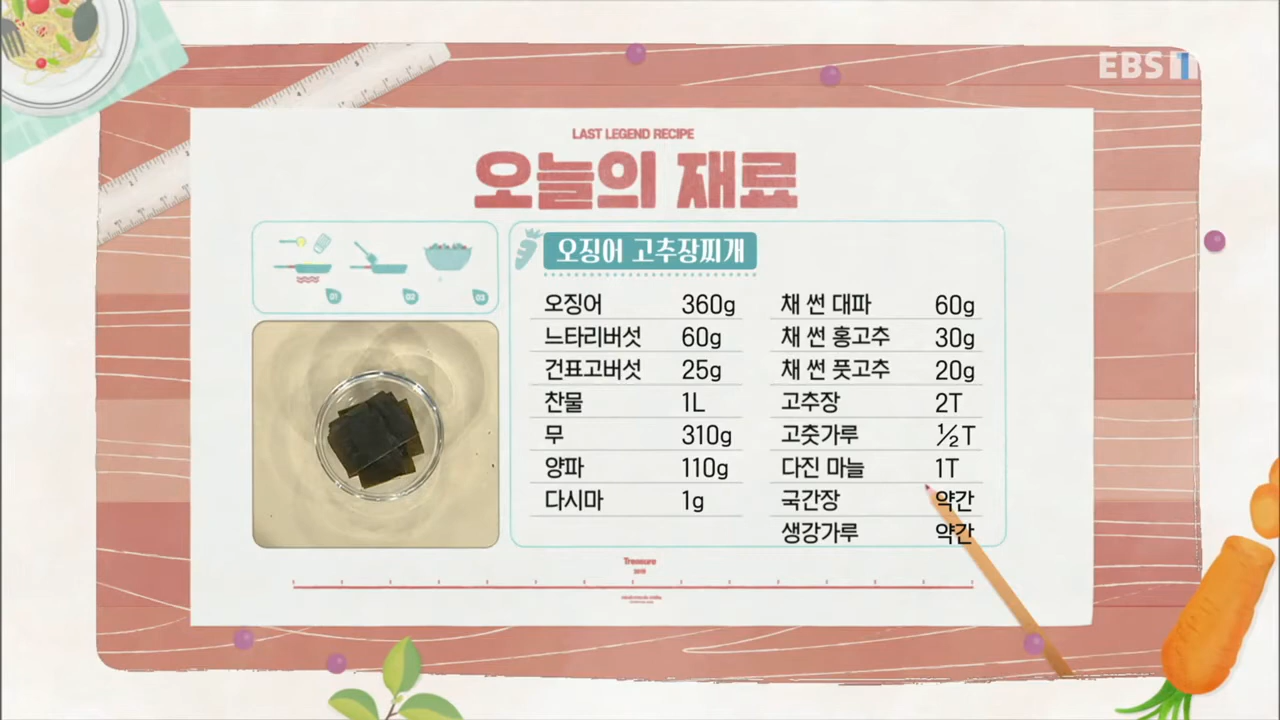 EBS 1
LAST LEGEND RECIPE
오늘의 재료
01 02 03
오징어 고추장찌개
오징어 360g
느타리버섯 60g
건표고버섯 25g
찬물 1L
무 310g
양파 110g
다시마 1g
채 썬 대파 60g
채 썬 홍고추 30g
채 썬 풋고추 20g
고추장 2T
고춧가루 ½T
다진 마늘 1T
국간장 약간
생강가루 약간
Treasure